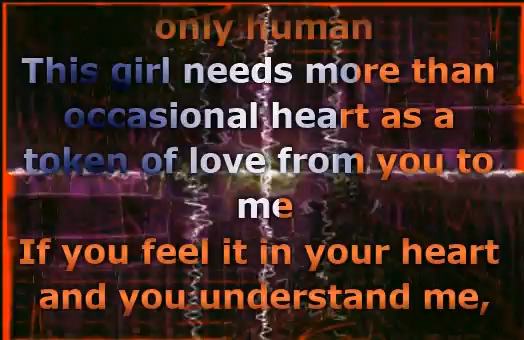 only human
This girl needs more than
occasional heart as a
token of love from you to
me
If you feel it in your heart
and you understand me,